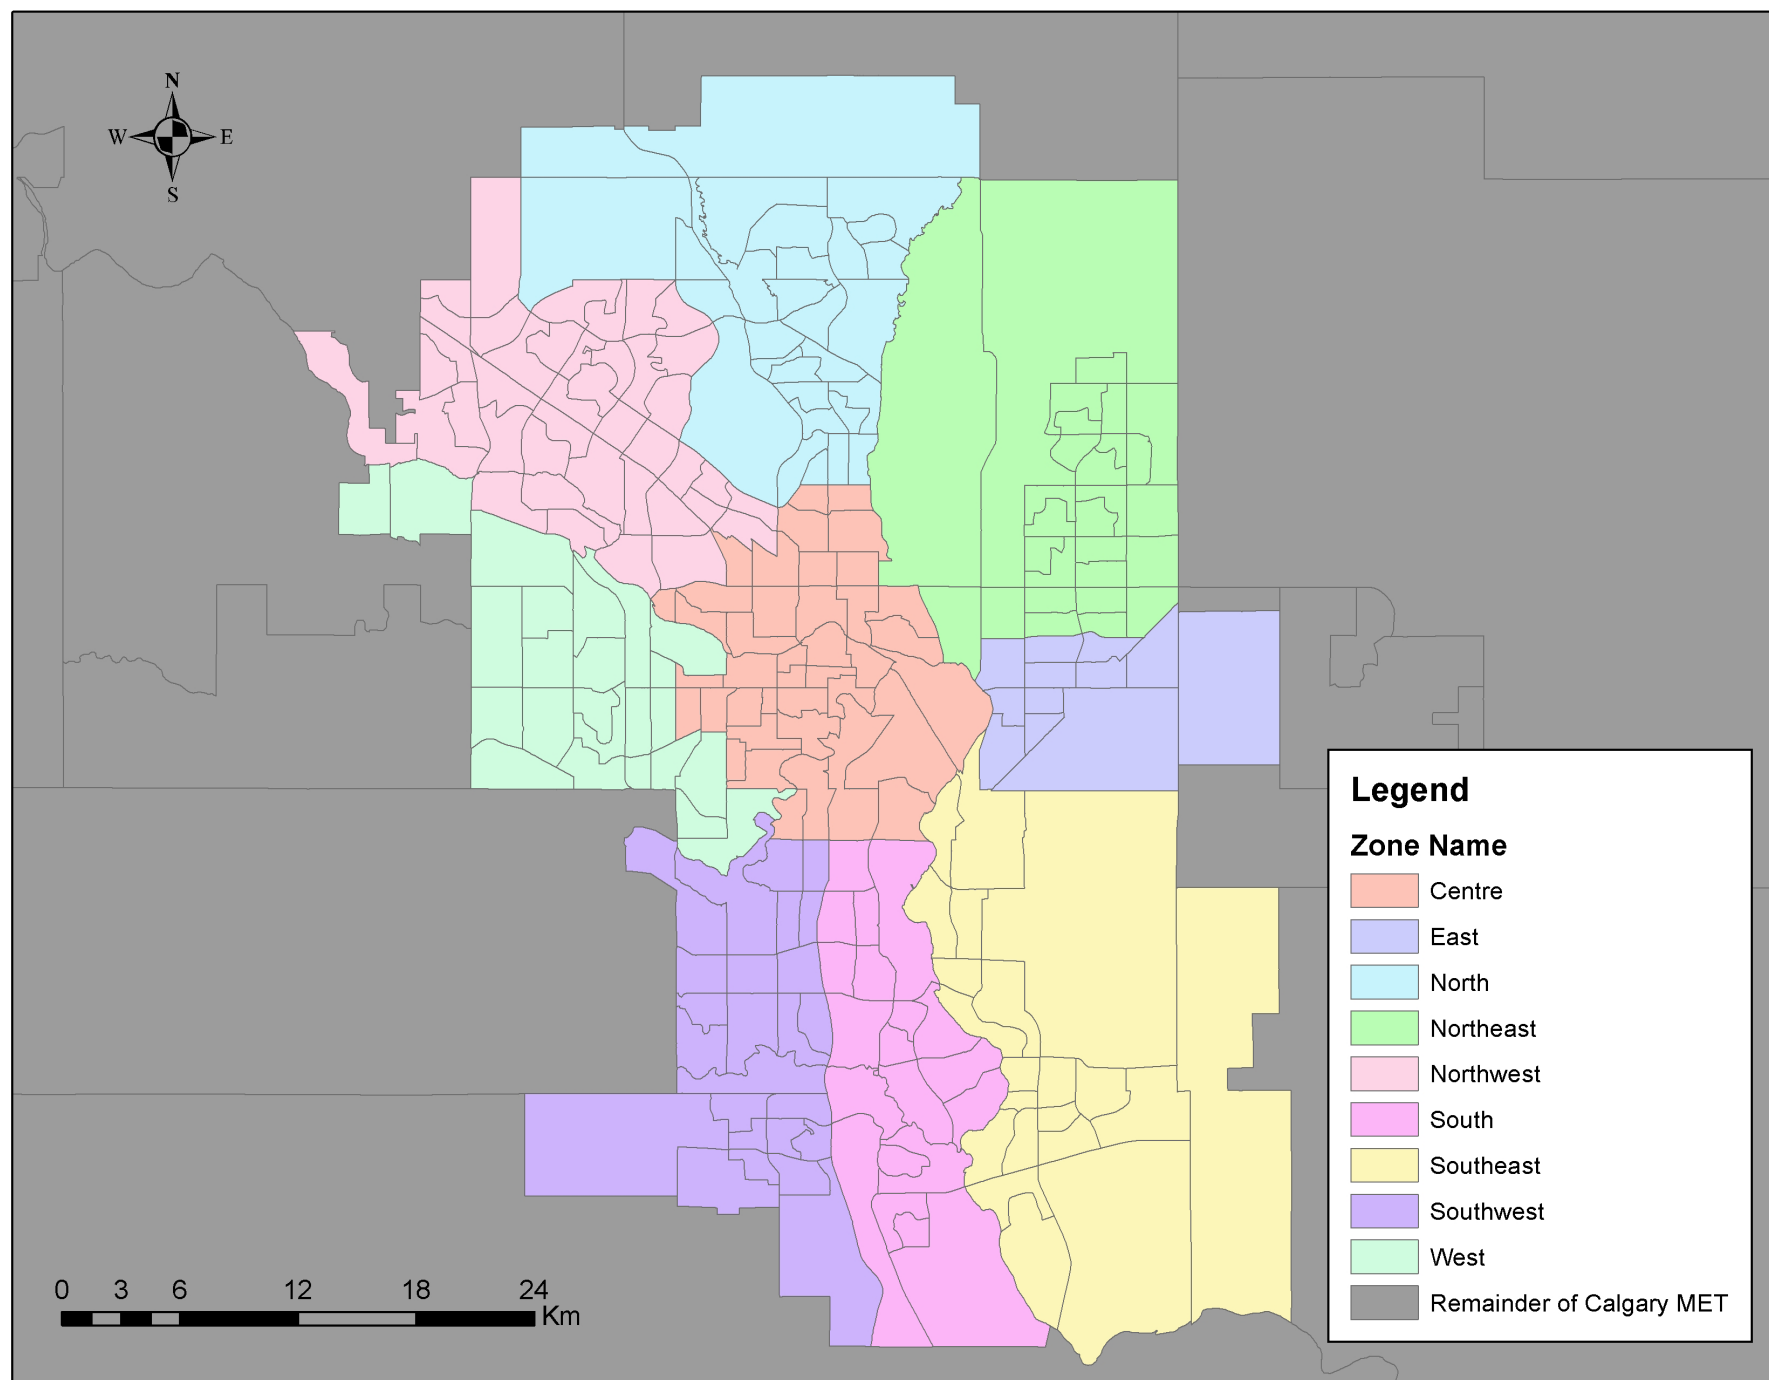 N
W E
S
Legend
Zone Name
Centre
East
North
Northeast
Northwest
South
Southeast
Southwest
West
Remainder of Calgary MET
0 3 6 12 18 24
Km